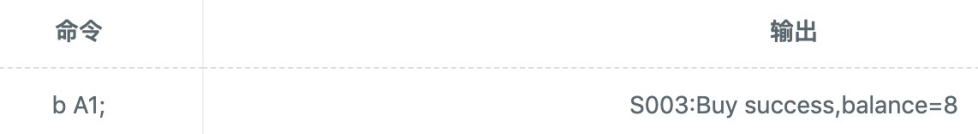 命令 输出
b A1; S003:Buy success,balance=8